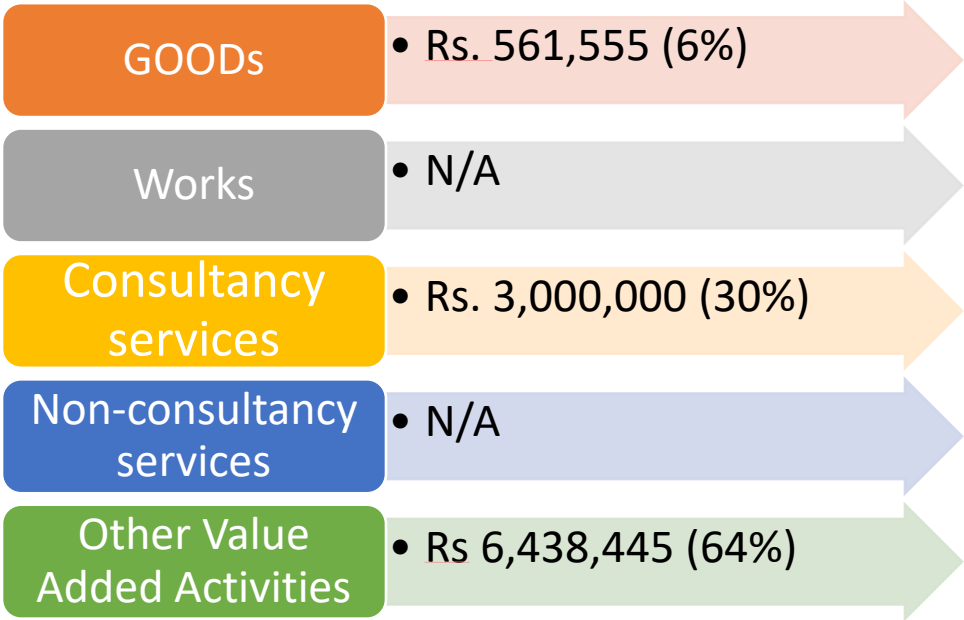 GOODs
• Rs. 561,555 (6%)
Works
• N/A
Consultancy
services
• Rs. 3,000,000 (30%)
Non-consultancy
services
• N/A
Other Value
Added Activities
• Rs 6,438,445 (64%)